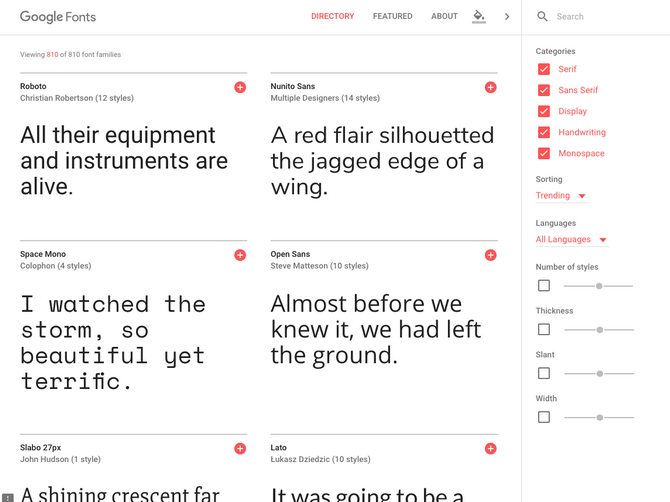 Google Fonts
DIRECTORY
FEATURED
ABOUT
Search
Viewing 810 of 810 font families
Roboto
Christian Robertson (12 styles)
All their equipment
and instruments are
alive.
Nunito Sans
Multiple Designers (14 styles)
A red flair silhouetted
the jagged edge of a
wing.
Space Mono
Colophon (4 styles)
I watched the
storm, so
beautiful yet
terrific.
Open Sans
Steve Matteson (10 styles)
Almost before we
knew it, we had left
the ground.
Slabo 27px
John Hudson (1 style)
A shining crescent far
Lato
Łukasz Dziedzic (10 styles)
It was going to be a
Categories
Serif
Sans Serif
Display
Handwriting
Monospace
Sorting
Trending
Languages
All Languages
Number of styles
Thickness
Slant
Width